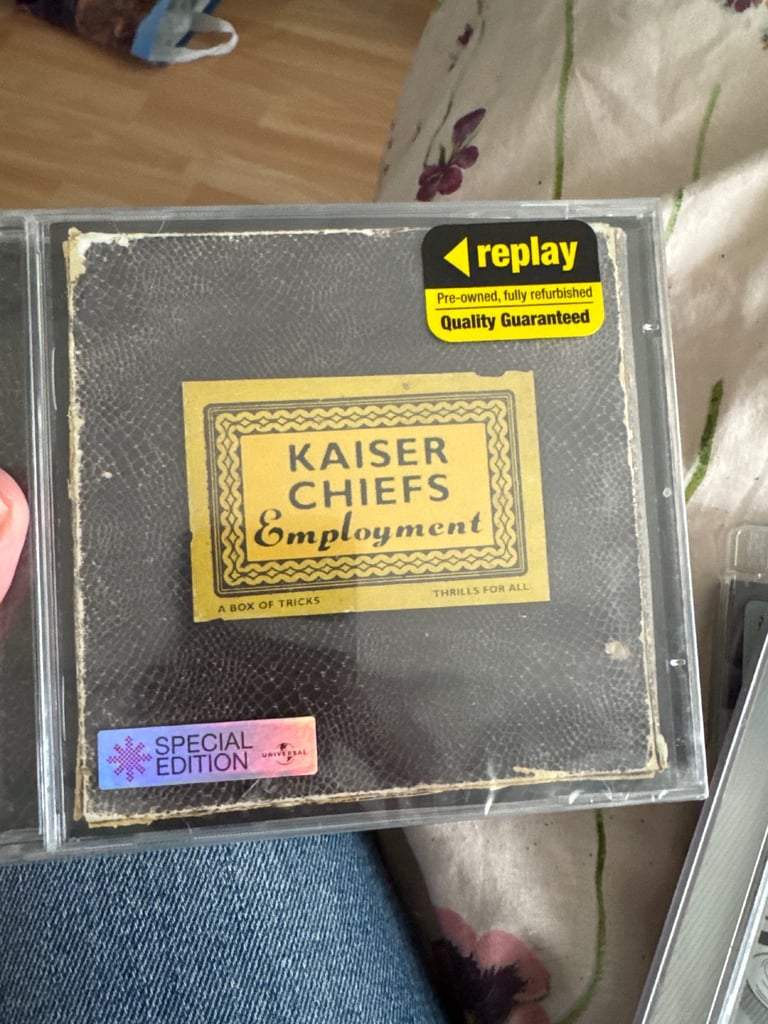 replay
Pre-owned, fully refurbished
Quality Guaranteed
KAISER
CHIEFS
Employment
A BOX OF TRICKS
THRILLS FOR ALL
SPECIAL
EDITION
UNIVERSAL